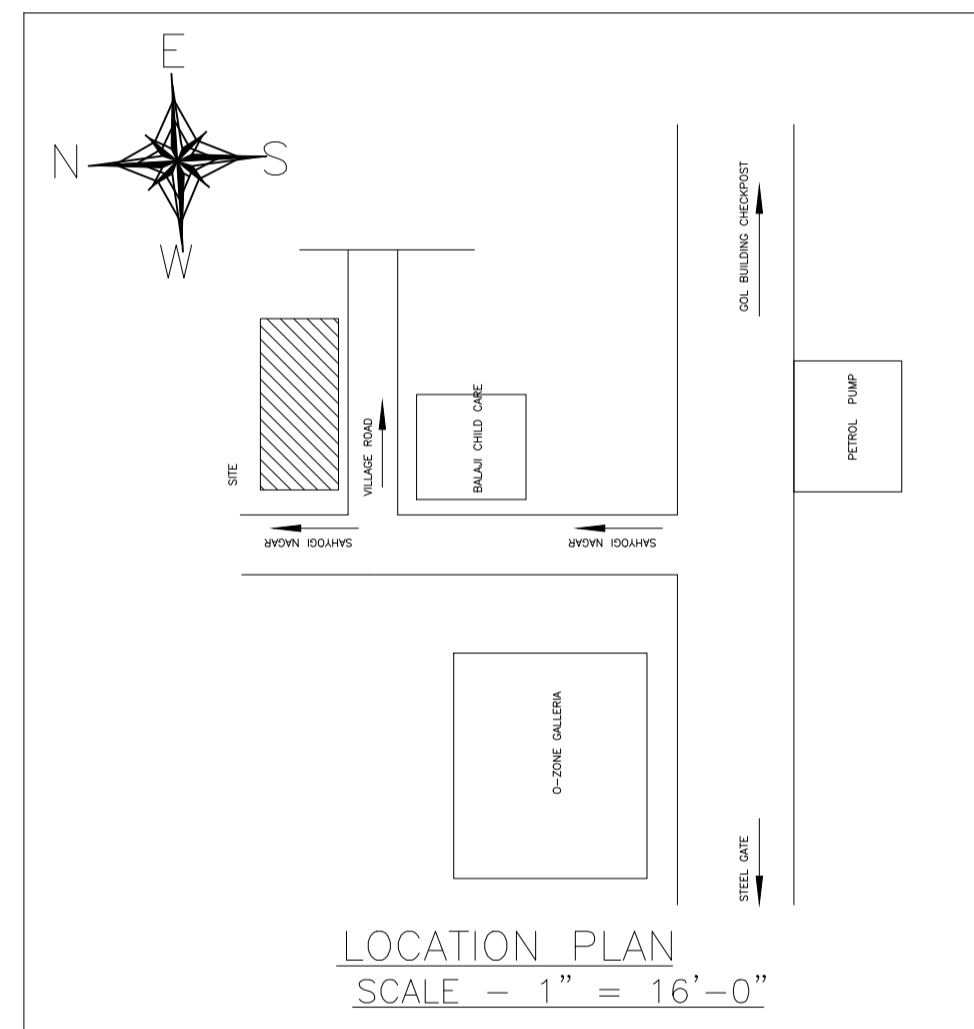 E
N
S
W
GOL BUILDING CHECKPOST
PETROL PUMP
BALAJI CHILD CARE
VILLAGE ROAD
SITE
SAHYOGI NAGAR
SAHYOGI NAGAR
O-ZONE GALLERIA
STEEL GATE
LOCATION PLAN
SCALE - 1" = 16'-0"